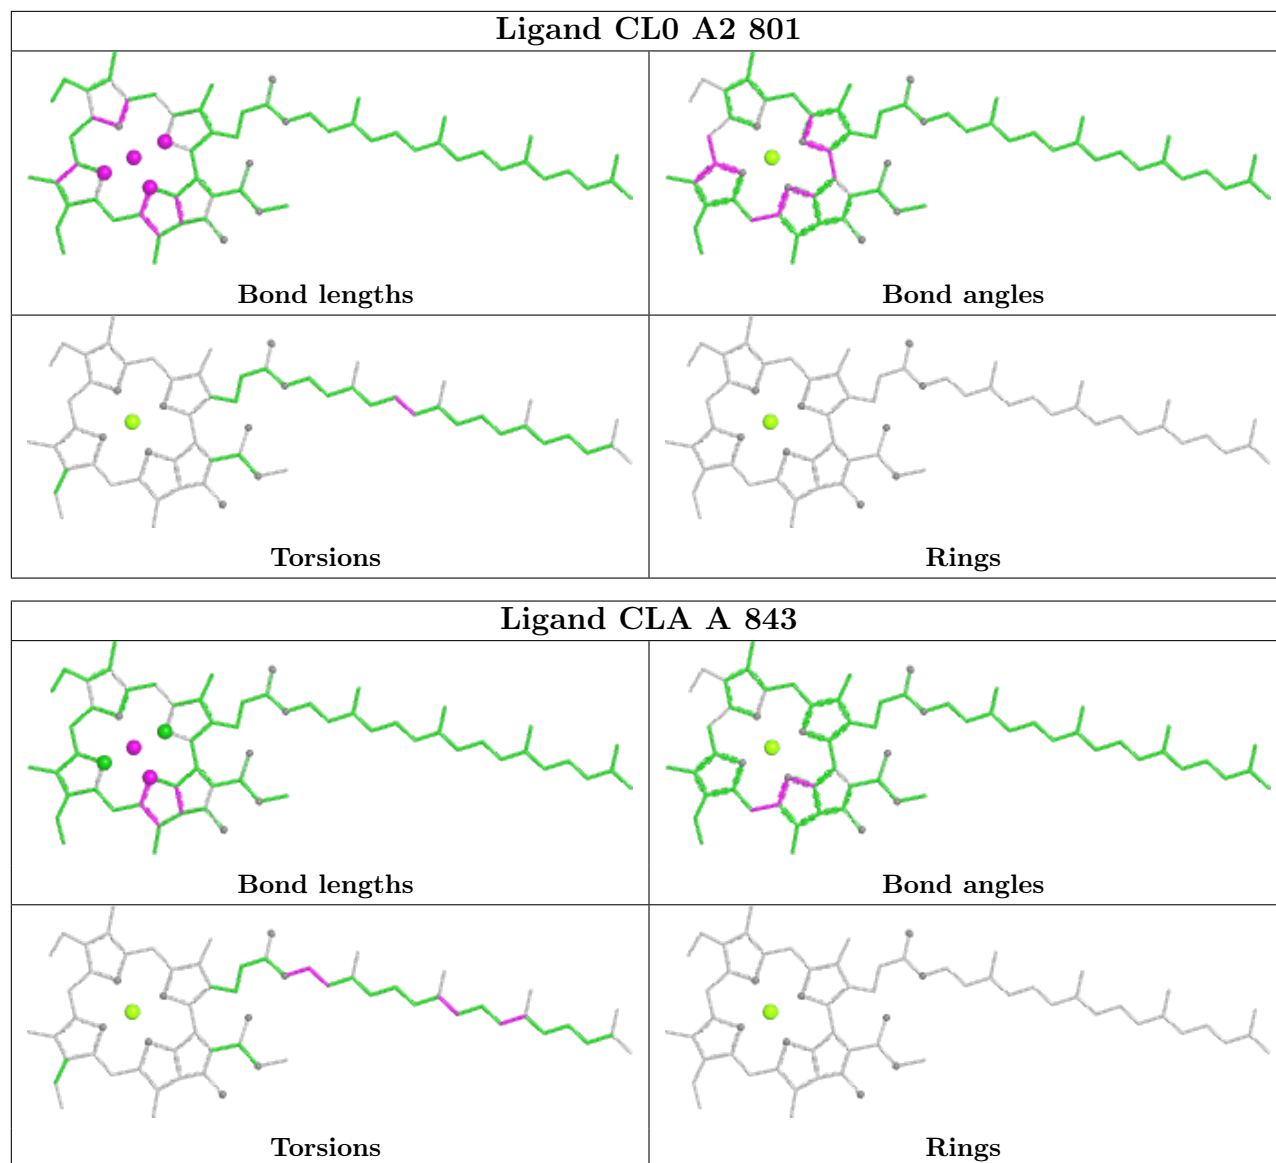 Ligand CL0 A2 801
Bond lengths
Bond angles
Torsions
Rings
Ligand CLA A 843
Bond lengths
Bond angles
Torsions
Rings